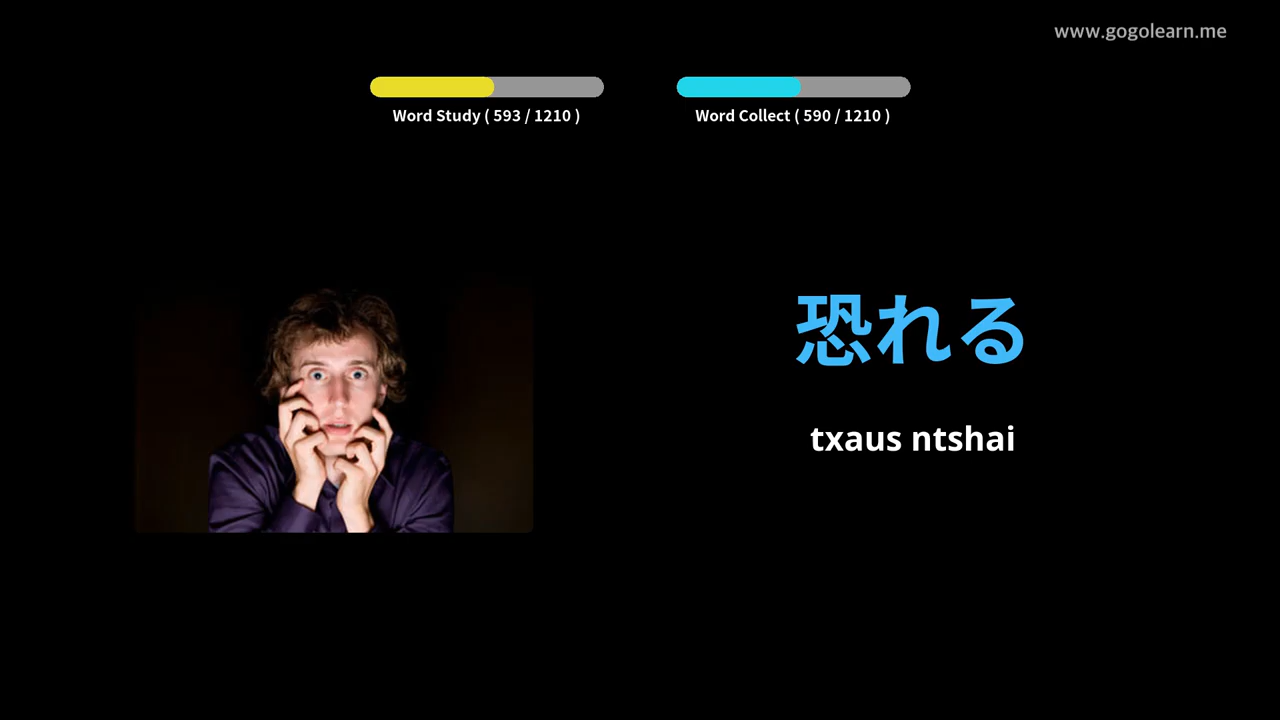 www.gogolearn.me
Word Study ( 593 / 1210 )
Word Collect ( 590 / 1210 )
恐れる
txaus ntshai